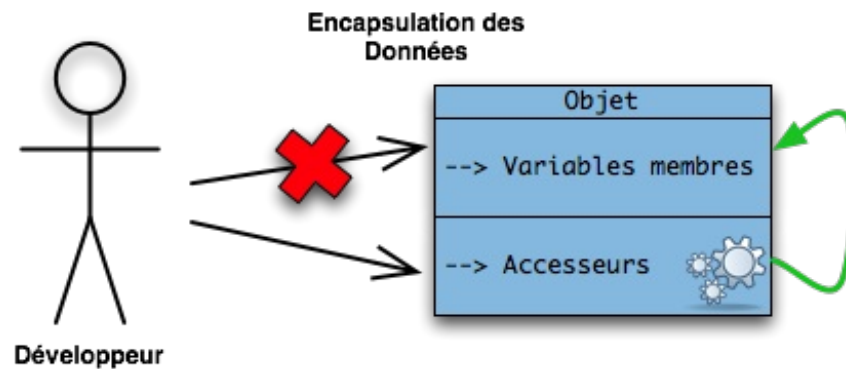 Encapsulation des
Données
Objet
--> Variables membres
--> Accesseurs
Développeur